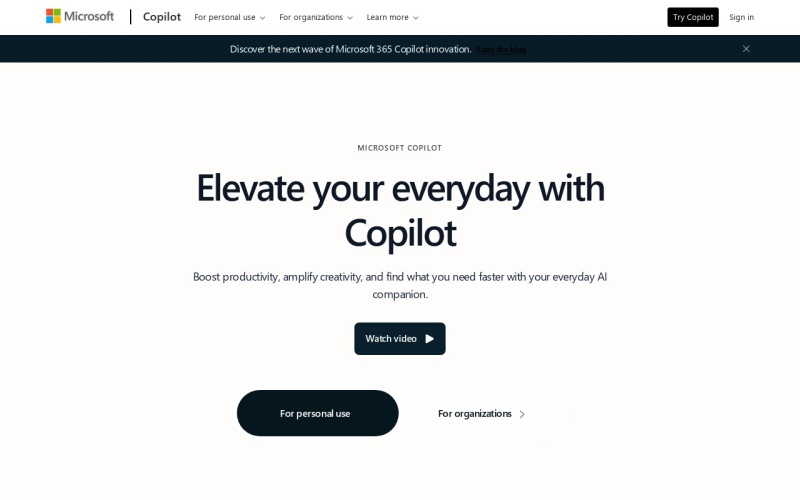 Microsoft
Copilot
For personal use
For organizations
Learn more
Try Copilot
Sign in
Discover the next wave of Microsoft 365 Copilot innovation. Read the blog
MICROSOFT COPILOT
Elevate your everyday with
Copilot
Boost productivity, amplify creativity, and find what you need faster with your everyday AI
companion.
Watch video
For personal use
For organizations